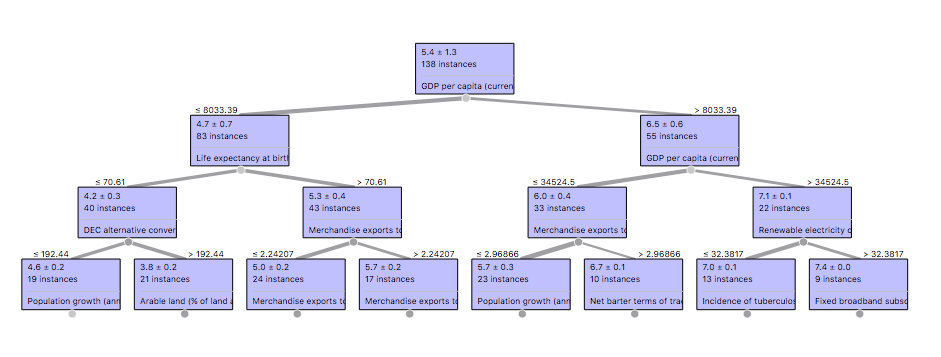 5.4 ± 1.3
138 instances
GDP per capita (curren
≤ 8033.39
> 8033.39
4.7 ± 0.7
83 instances
Life expectancy at birth
6.5 ± 0.6
55 instances
GDP per capita (curren
≤ 70.61
> 70.61
≤ 34524.5
> 34524.5
4.2 ± 0.3
40 instances
DEC alternative conver
5.3 ± 0.4
43 instances
Merchandise exports to
6.0 ± 0.4
33 instances
Merchandise exports to
7.1 ± 0.1
22 instances
Renewable electricity o
≤ 192.44
> 192.44
≤ 2.24207
> 2.24207
≤ 2.96866
> 2.96866
≤ 32.3817
> 32.3817
4.6 ± 0.2
19 instances
Population growth (ann
3.8 ± 0.2
21 instances
Arable land (% of land a
5.0 ± 0.2
24 instances
Merchandise exports to
5.7 ± 0.2
17 instances
Merchandise exports to
5.7 ± 0.3
23 instances
Population growth (ann
6.7 ± 0.1
10 instances
Net barter terms of trad
7.0 ± 0.1
13 instances
Incidence of tuberculos
7.4 ± 0.0
9 instances
Fixed broadband subsc